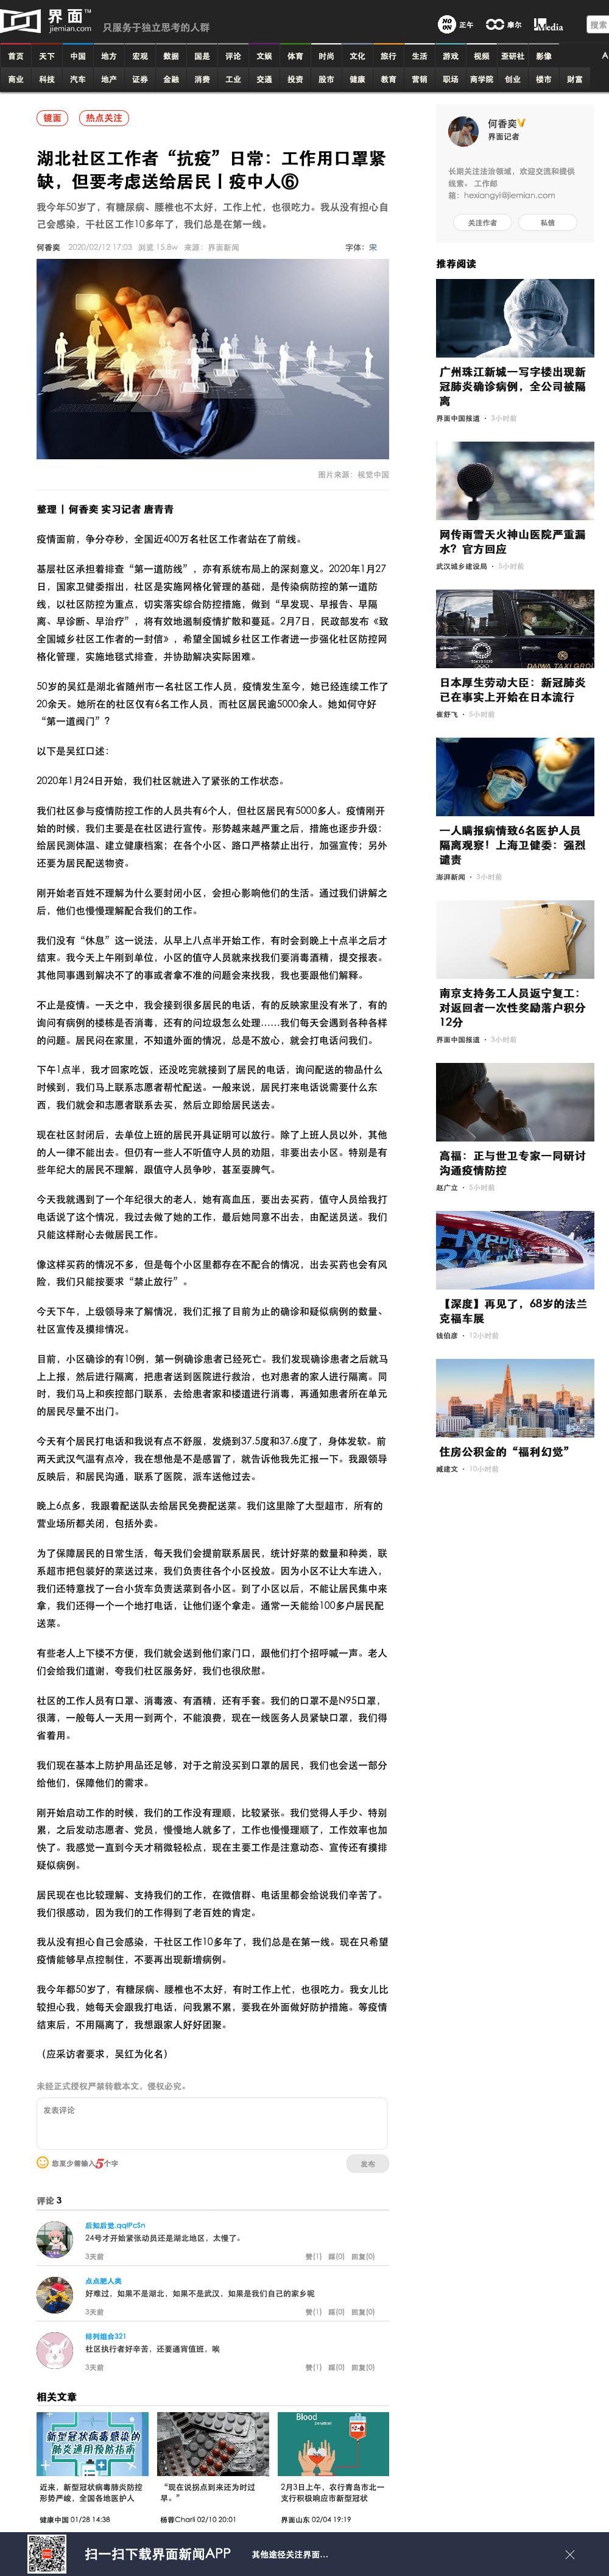 界面™
jiemian.com
只服务于独立思考的人群
NO ON 正午
摩尔
JMedia
搜索
首页 天下 中国 地方 宏观 数据 国是 评论 文娱 体育 时尚 文化 旅行 生活 游戏 视频 歪研社 影像
商业 科技 汽车 地产 证券 金融 消费 工业 交通 投资 股市 健康 教育 营销 职场 商学院 创业 楼市 财富
镜面 热点关注
湖北社区工作者“抗疫”日常：工作用口罩紧
缺，但要考虑送给居民丨疫中人⑥
我今年50岁了，有糖尿病、腰椎也不太好，工作上忙，也很吃力。我从没有担心自
己会感染，干社区工作10多年了，我们总是在第一线。
何香奕 2020/02/12 17:03 浏览 15.8w 来源：界面新闻 字体：宋
图片来源：视觉中国
整理丨何香奕 实习记者 唐青青
疫情面前，争分夺秒，全国近400万名社区工作者站在了前线。
基层社区承担着排查“第一道防线”，亦有系统布局上的深刻意义。2020年1月27
日，国家卫健委指出，社区是实施网格化管理的基础，是传染病防控的第一道防
线，以社区防控为重点，切实落实综合防控措施，做到“早发现、早报告、早隔
离、早诊断、早治疗”，将有效地遏制疫情扩散和蔓延。2月7日，民政部发布《致
全国城乡社区工作者的一封信》，希望全国城乡社区工作者进一步强化社区防控网
格化管理，实施地毯式排查，并协助解决实际困难。
50岁的吴红是湖北省随州市一名社区工作人员，疫情发生至今，她已经连续工作了
20余天。她所在的社区仅有6名工作人员，而社区居民逾5000余人。她如何守好
“第一道阀门”？
以下是吴红口述：
2020年1月24日开始，我们社区就进入了紧张的工作状态。
我们社区参与疫情防控工作的人员共有6个人，但社区居民有5000多人。疫情刚开
始的时候，我们主要是在社区进行宣传。形势越来越严重之后，措施也逐步升级：
给居民测体温、建立健康档案；在各个小区、路口严格禁止出行，加强宣传；另外
还要为居民配送物资。
刚开始老百姓不理解为什么要封闭小区，会担心影响他们的生活。通过我们讲解之
后，他们也慢慢理解配合我们的工作。
我们没有“休息”这一说法，从早上八点半开始工作，有时会到晚上十点半之后才
结束。我今天上午刚到单位，小区的值守人员就来找我们要消毒酒精，提交报表。
其他同事遇到解决不了的事或者拿不准的问题会来找我，我也要跟他们解释。
不止是疫情。一天之中，我会接到很多居民的电话，有的反映家里没有米了，有的
询问有病例的楼栋是否消毒，还有的问垃圾怎么处理……我们每天会遇到各种各样
的问题。居民闷在家里，不知道外面的情况，总是不放心，就会打电话问我们。
下午1点半，我才回家吃饭，还没吃完就接到了居民的电话，询问配送的物品什么
时候到，我们马上联系志愿者帮忙配送。一般来说，居民打来电话说需要什么东
西，我们就会和志愿者联系去买，然后立即给居民送去。
现在社区封闭后，去单位上班的居民开具证明可以放行。除了上班人员以外，其他
的人一律不能出去。但仍有一些人不听值守人员的劝阻，非要出去小区。特别是有
些年纪大的居民不理解，跟值守人员争吵，甚至耍脾气。
今天我就遇到了一个年纪很大的老人，她有高血压，要出去买药，值守人员给我打
电话说了这个情况，我过去做了她的工作，最后她同意不出去，由配送员送。我们
只能这样耐心去做居民工作。
像这样买药的情况不多，但是每个小区里都存在不配合的情况，出去买药也会有风
险，我们只能按要求“禁止放行”。
今天下午，上级领导来了解情况，我们汇报了目前为止的确诊和疑似病例的数量、
社区宣传及摸排情况。
目前，小区确诊的有10例，第一例确诊患者已经死亡。我们发现确诊患者之后就马
上上报，然后进行隔离，把患者送到医院进行救治，也对患者的家人进行隔离。同
时，我们马上和疾控部门联系，去给患者家和楼道进行消毒，再通知患者所在单元
的居民尽量不出门。
今天有个居民打电话和我说有点不舒服，发烧到37.5度和37.6度了，身体发软。前
两天武汉气温有点冷，我在想他是不是感冒了，就告诉他我先汇报一下。我跟领导
反映后，和居民沟通，联系了医院，派车送他过去。
晚上6点多，我跟着配送队去给居民免费配送菜。我们这里除了大型超市，所有的
营业场所都关闭，包括外卖。
为了保障居民的日常生活，每天我们会提前联系居民，统计好菜的数量和种类，联
系超市把包装好的菜送过来，我们负责往各个小区投放。因为小区不让大车进入，
我们还特意找了一台小货车负责送菜到各小区。到了小区以后，不能让居民集中来
拿，我们还得一个一个地打电话，让他们逐个拿走。通常一天能给100多户居民配
送菜。
有些老人上下楼不方便，我们就会送到他们家门口，跟他们打个招呼喊一声。老人
们会给我们道谢，夸我们社区服务好，我们也很欣慰。
社区的工作人员有口罩、消毒液、有酒精，还有手套。我们的口罩不是N95口罩，
很薄，一般每人一天用一到两个，不能浪费，现在一线医务人员紧缺口罩，我们得
省着用。
我们现在基本上防护用品还足够，对于之前没买到口罩的居民，我们也会送一部分
给他们，保障他们的需求。
刚开始启动工作的时候，我们的工作没有理顺，比较紧张。我们觉得人手少、特别
累，之后发动志愿者、党员，慢慢地人就多了，工作也慢慢理顺了，工作效率也加
快了。我感觉一直到今天才稍微轻松点，现在主要工作是注意动态、宣传还有摸排
疑似病例。
居民现在也比较理解、支持我们的工作，在微信群、电话里都会给说我们辛苦了。
我们很感动，因为我们的工作得到了老百姓的肯定。
我从没有担心自己会感染，干社区工作10多年了，我们总是在第一线。现在只希望
疫情能够早点控制住，不要再出现新增病例。
我今年都50岁了，有糖尿病、腰椎也不太好，有时工作上忙，也很吃力。我女儿比
较担心我，她每天会跟我打电话，问我累不累，要我在外面做好防护措施。等疫情
结束后，不用隔离了，我想跟家人好好团聚。
（应采访者要求，吴红为化名）
未经正式授权严禁转载本文，侵权必究。
发表评论
您至少需输入5个字 发布
评论 3
后知后觉.qqIPcSn
24号才开始紧张动员还是湖北地区，太慢了。
3天前 赞(1) 踩(0) 回复(0)
点点肥人类
好难过，如果不是湖北，如果不是武汉，如果是我们自己的家乡呢
3天前 赞(1) 踩(0) 回复(0)
排列组合321
社区执行者好辛苦，还要通宵值班，唉
3天前 赞(1) 踩(0) 回复(0)
相关文章
新型冠状病毒感染的
肺炎通用预防指南
Blood
近来，新型冠状病毒肺炎防控
形势严峻，全国各地医护人
健康中国 01/28 14:38
“现在说拐点到来还为时过
早。”
杨蓉Charli 02/10 20:01
2月3日上午，农行青岛市北一
支行积极响应市新型冠状
界面山东 02/04 19:19
何香奕
界面记者
长期关注法治领域，欢迎交流和提供
线索。 工作邮
箱：hexiangyi@jiemian.com
关注作者 私信
推荐阅读
广州珠江新城一写字楼出现新
冠肺炎确诊病例，全公司被隔
离
界面中国报道 · 3小时前
网传雨雪天火神山医院严重漏
水？官方回应
武汉城乡建设局 · 5小时前
DAIWA TAXI GRO
日本厚生劳动大臣：新冠肺炎
已在事实上开始在日本流行
崔舒飞 · 5小时前
一人瞒报病情致6名医护人员
隔离观察！上海卫健委：强烈
谴责
澎湃新闻 · 3小时前
南京支持务工人员返宁复工：
对返回者一次性奖励落户积分
12分
界面中国报道 · 3小时前
高福：正与世卫专家一同研讨
沟通疫情防控
赵广立 · 5小时前
HYBRID
【深度】再见了，68岁的法兰
克福车展
钱伯彦 · 12小时前
住房公积金的“福利幻觉”
臧建文 · 10小时前
扫一扫下载界面新闻APP 其他途径关注界面…